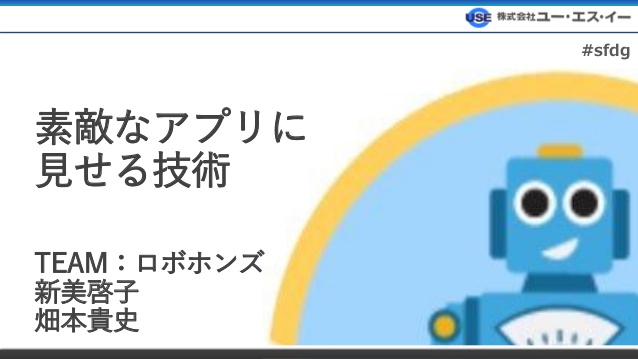 USE 株式会社ユー・エス・イー
#sfdg
素敵なアプリに
見せる技術
TEAM：ロボホンズ
新美啓子
畑本貴史